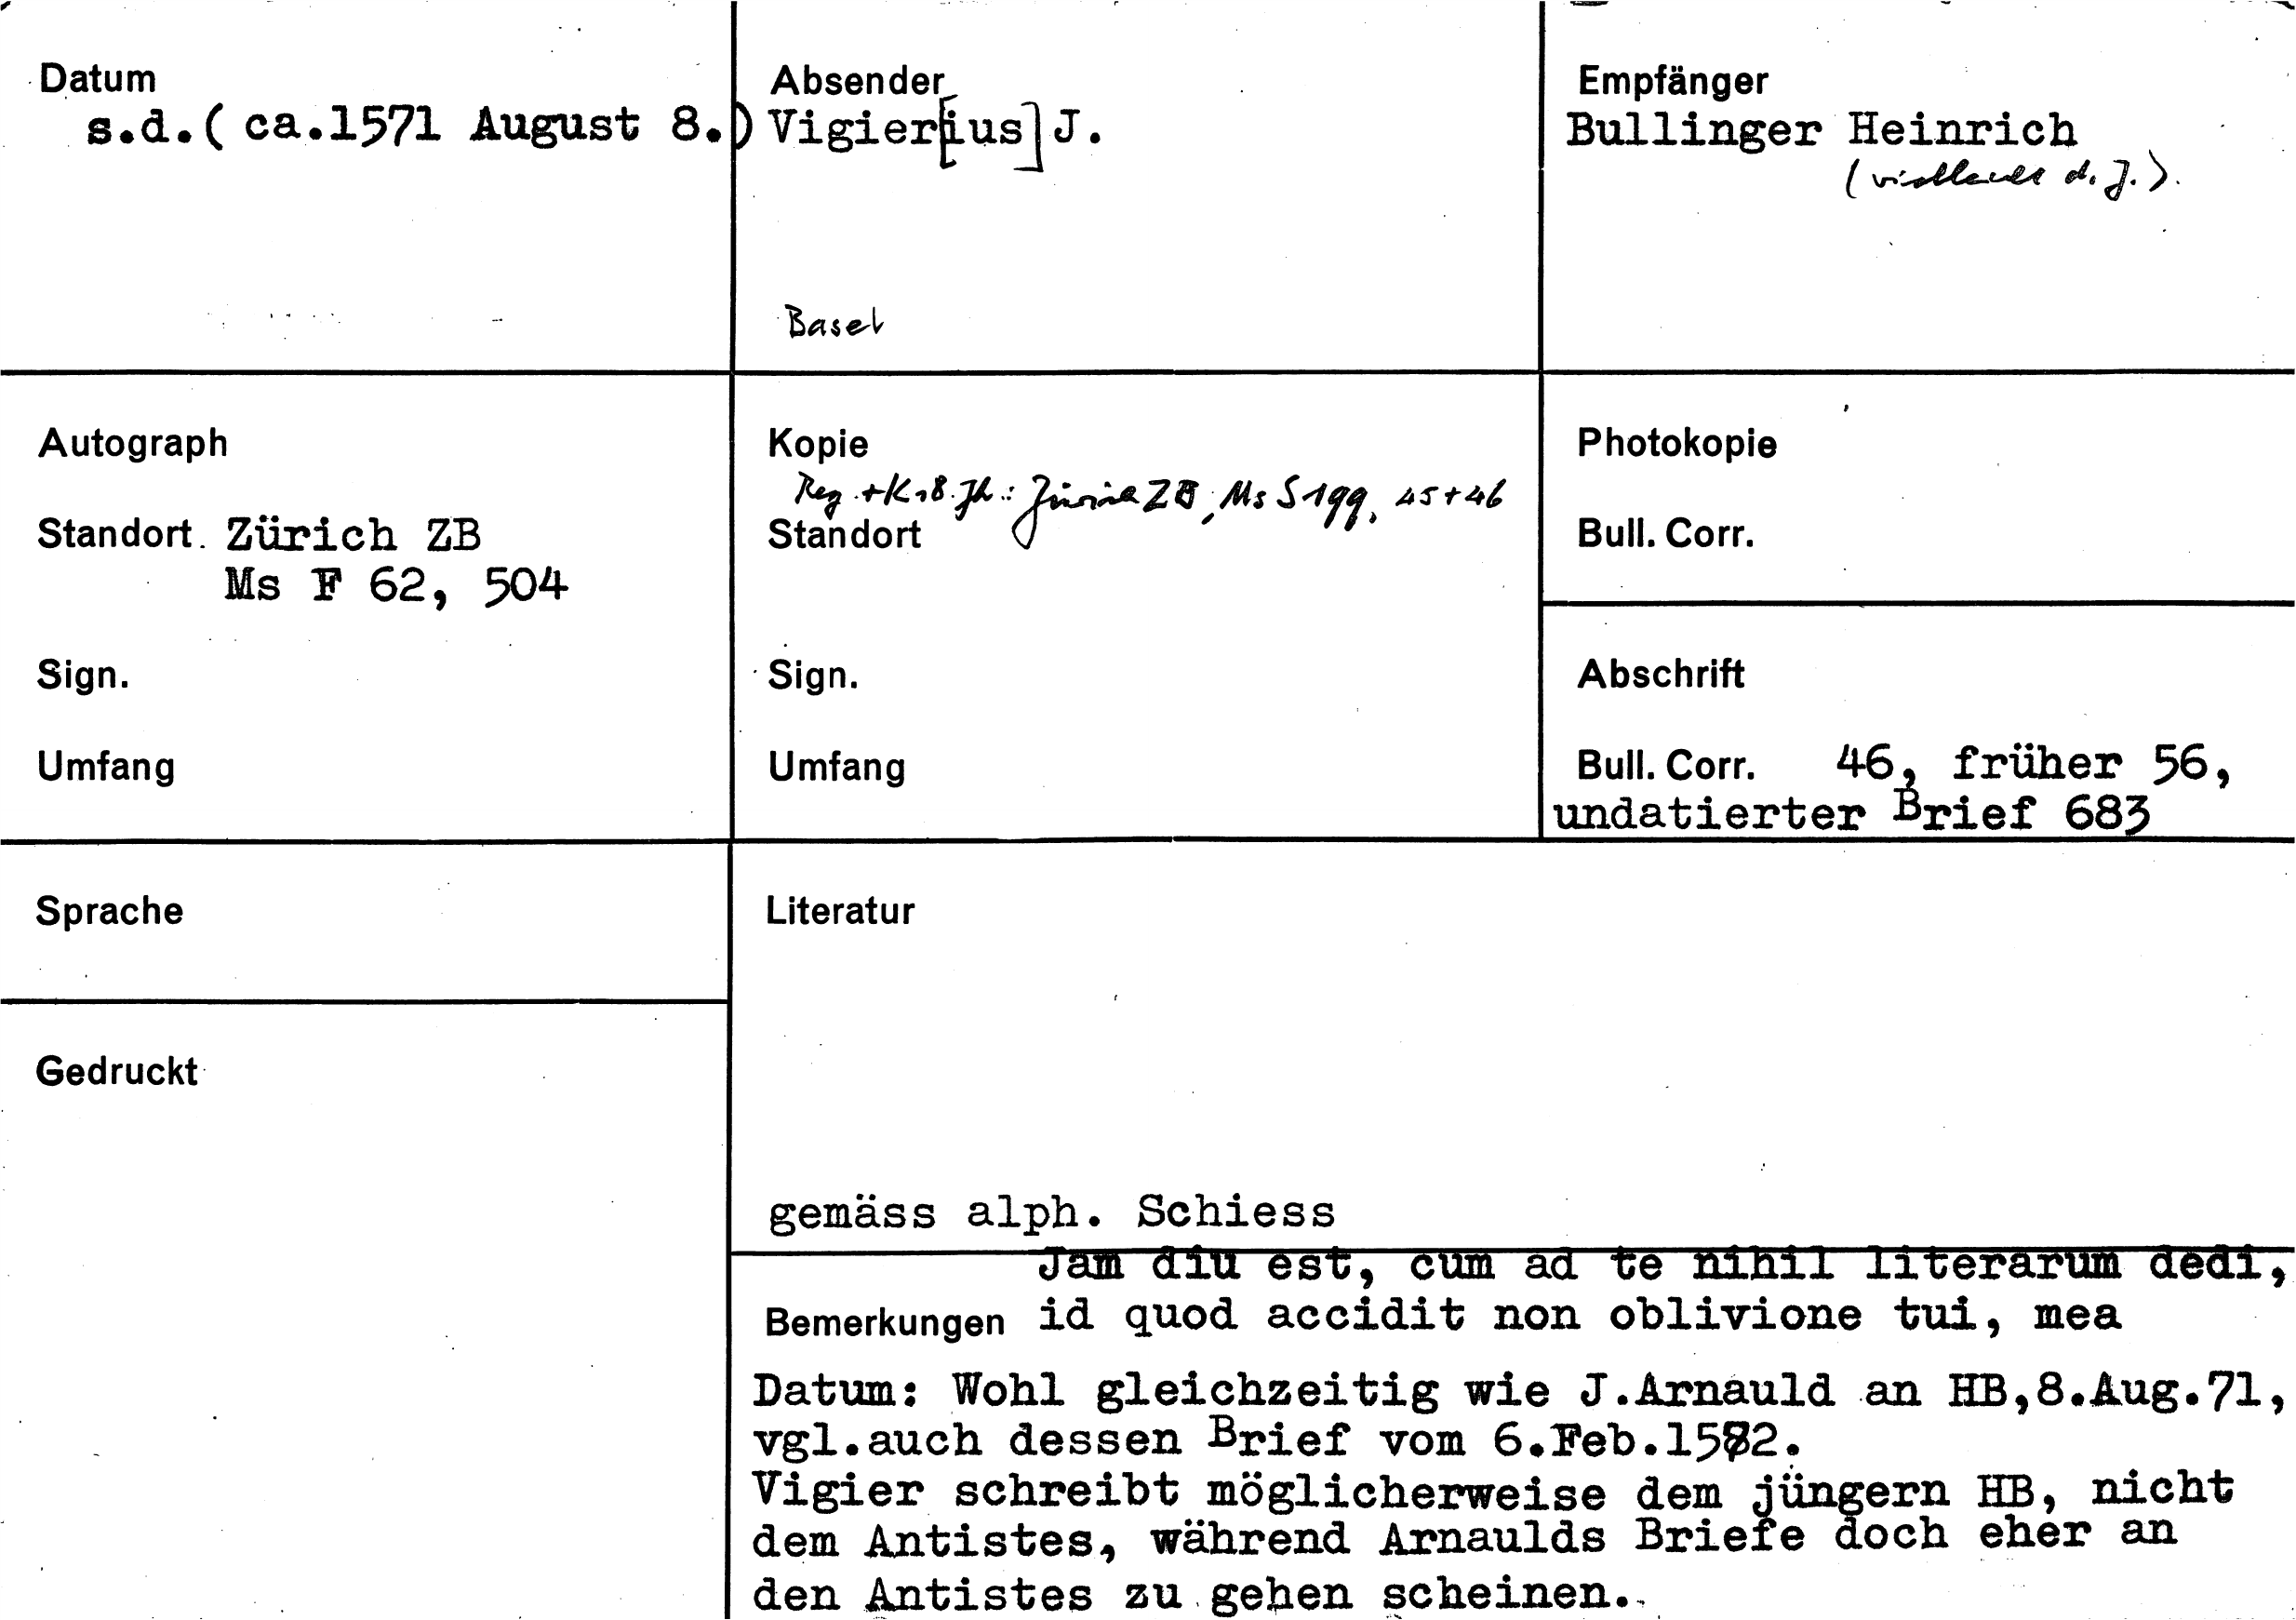 Datum
s.d.( ca.1571 August 8.)
Absender
Vigier[ius] J.
Basel
Empfänger
Bullinger Heinrich
(vielleicht d. J.).
Autograph
Standort Zürich ZB
Ms F 62, 504
Sign.
Umfang
Kopie
Reg. + K 18. Jh.: Zürich ZB, Ms S 199, 45+46
Standort
Sign.
Umfang
Photokopie
Bull. Corr.
Abschrift
Bull. Corr. 46, früher 56,
undatierter Brief 683
Sprache
Gedruckt
Literatur
gemäss alph. Schiess
Jam diu est, cum ad te nihil literarum dedi,
Bemerkungen id quod accidit non oblivione tui, mea
Datum: Wohl gleichzeitig wie J.Arnauld an HB,8.Aug.71,
vgl.auch dessen Brief vom 6.Feb.1572.
Vigier schreibt möglicherweise dem jüngern HB, nicht
dem Antistes, während Arnaulds Briefe doch eher an
den Antistes zu gehen scheinen.